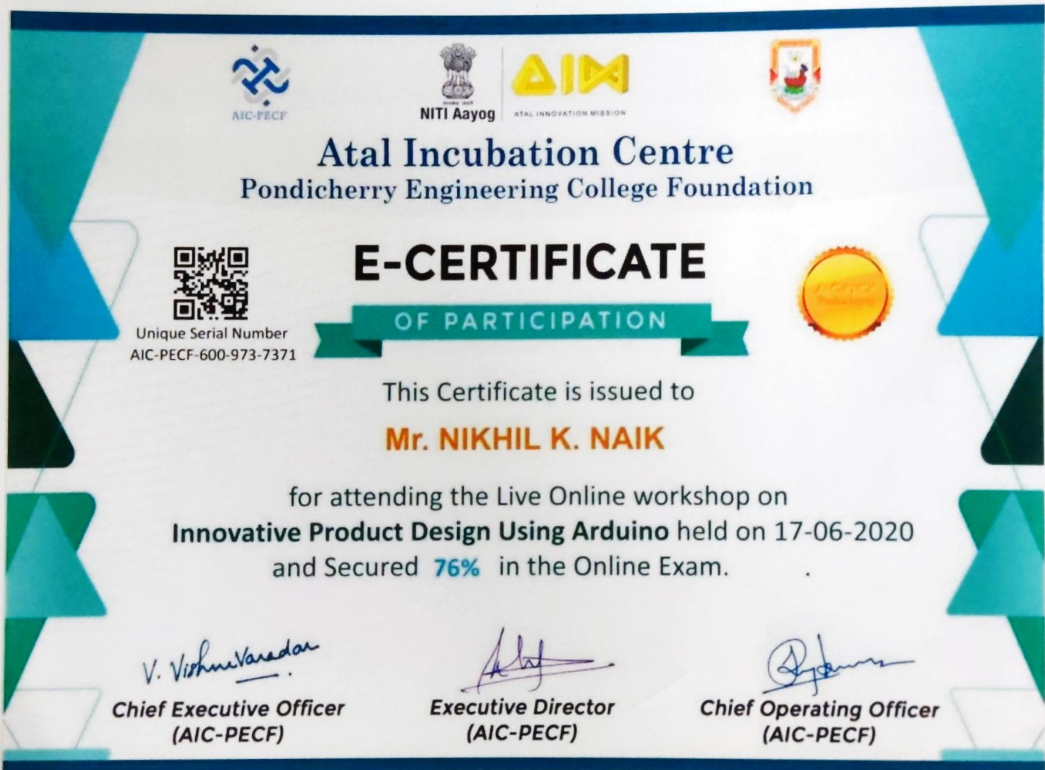 AIC-PECF
NITI Aayog
AIM
ATAL INNOVATION MISSION
Atal Incubation Centre
Pondicherry Engineering College Foundation
E-CERTIFICATE
OF PARTICIPATION
Unique Serial Number
AIC-PECF-600-973-7371
This Certificate is issued to
Mr. NIKHIL K. NAIK
for attending the Live Online workshop on
Innovative Product Design Using Arduino held on 17-06-2020
and Secured 76% in the Online Exam.
V. VishnuVaradan
Chief Executive Officer
(AIC-PECF)
Executive Director
(AIC-PECF)
Chief Operating Officer
(AIC-PECF)